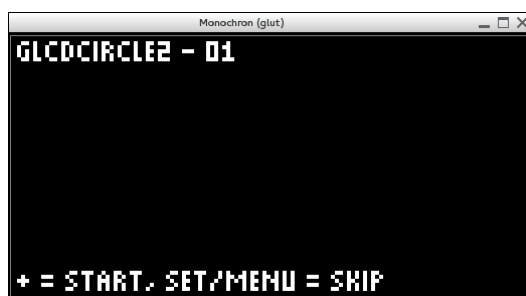 Monochron (glut)
GLCDCIRCLE2 - 01
+ = START, SET/MENU = SKIP